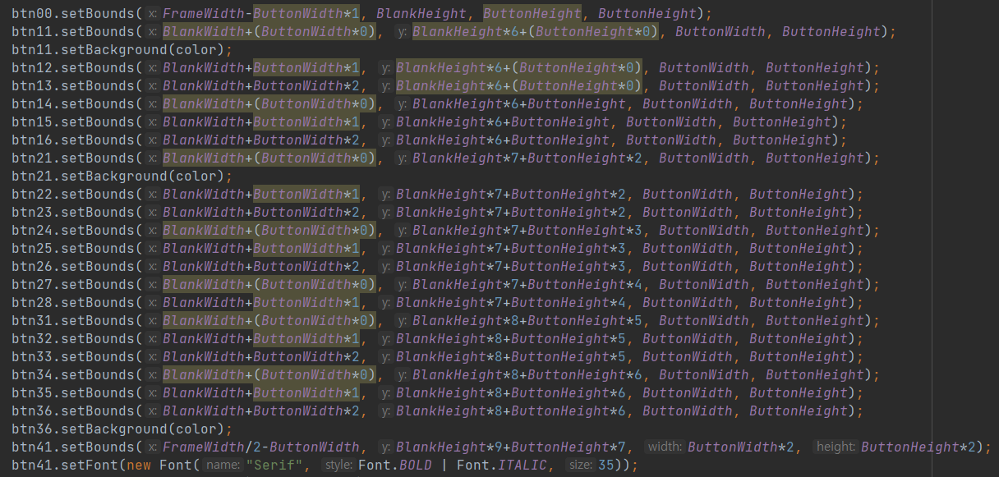 btn00.setBounds( x: FrameWidth-ButtonWidth*1, BlankHeight, ButtonHeight, ButtonHeight);
btn11.setBounds( x: BlankWidth+(ButtonWidth*0), y: BlankHeight*6+(ButtonHeight*0), ButtonWidth, ButtonHeight);
btn11.setBackground(color);
btn12.setBounds( x: BlankWidth+ButtonWidth*1, y: BlankHeight*6+(ButtonHeight*0), ButtonWidth, ButtonHeight);
btn13.setBounds( x: BlankWidth+ButtonWidth*2, y: BlankHeight*6+(ButtonHeight*0), ButtonWidth, ButtonHeight);
btn14.setBounds( x: BlankWidth+(ButtonWidth*0), y: BlankHeight*6+ButtonHeight, ButtonWidth, ButtonHeight);
btn15.setBounds( x: BlankWidth+ButtonWidth*1, y: BlankHeight*6+ButtonHeight, ButtonWidth, ButtonHeight);
btn16.setBounds( x: BlankWidth+ButtonWidth*2, y: BlankHeight*6+ButtonHeight, ButtonWidth, ButtonHeight);
btn21.setBounds( x: BlankWidth+(ButtonWidth*0), y: BlankHeight*7+ButtonHeight*2, ButtonWidth, ButtonHeight);
btn21.setBackground(color);
btn22.setBounds( x: BlankWidth+ButtonWidth*1, y: BlankHeight*7+ButtonHeight*2, ButtonWidth, ButtonHeight);
btn23.setBounds( x: BlankWidth+ButtonWidth*2, y: BlankHeight*7+ButtonHeight*2, ButtonWidth, ButtonHeight);
btn24.setBounds( x: BlankWidth+(ButtonWidth*0), y: BlankHeight*7+ButtonHeight*3, ButtonWidth, ButtonHeight);
btn25.setBounds( x: BlankWidth+ButtonWidth*1, y: BlankHeight*7+ButtonHeight*3, ButtonWidth, ButtonHeight);
btn26.setBounds( x: BlankWidth+ButtonWidth*2, y: BlankHeight*7+ButtonHeight*3, ButtonWidth, ButtonHeight);
btn27.setBounds( x: BlankWidth+(ButtonWidth*0), y: BlankHeight*7+ButtonHeight*4, ButtonWidth, ButtonHeight);
btn28.setBounds( x: BlankWidth+ButtonWidth*1, y: BlankHeight*7+ButtonHeight*4, ButtonWidth, ButtonHeight);
btn31.setBounds( x: BlankWidth+(ButtonWidth*0), y: BlankHeight*8+ButtonHeight*5, ButtonWidth, ButtonHeight);
btn32.setBounds( x: BlankWidth+ButtonWidth*1, y: BlankHeight*8+ButtonHeight*5, ButtonWidth, ButtonHeight);
btn33.setBounds( x: BlankWidth+ButtonWidth*2, y: BlankHeight*8+ButtonHeight*5, ButtonWidth, ButtonHeight);
btn34.setBounds( x: BlankWidth+(ButtonWidth*0), y: BlankHeight*8+ButtonHeight*6, ButtonWidth, ButtonHeight);
btn35.setBounds( x: BlankWidth+ButtonWidth*1, y: BlankHeight*8+ButtonHeight*6, ButtonWidth, ButtonHeight);
btn36.setBounds( x: BlankWidth+ButtonWidth*2, y: BlankHeight*8+ButtonHeight*6, ButtonWidth, ButtonHeight);
btn36.setBackground(color);
btn41.setBounds( x: FrameWidth/2-ButtonWidth, y: BlankHeight*9+ButtonHeight*7, width: ButtonWidth*2, height: ButtonHeight*2);
btn41.setFont(new Font( name: "Serif", style: Font.BOLD | Font.ITALIC, size: 35));